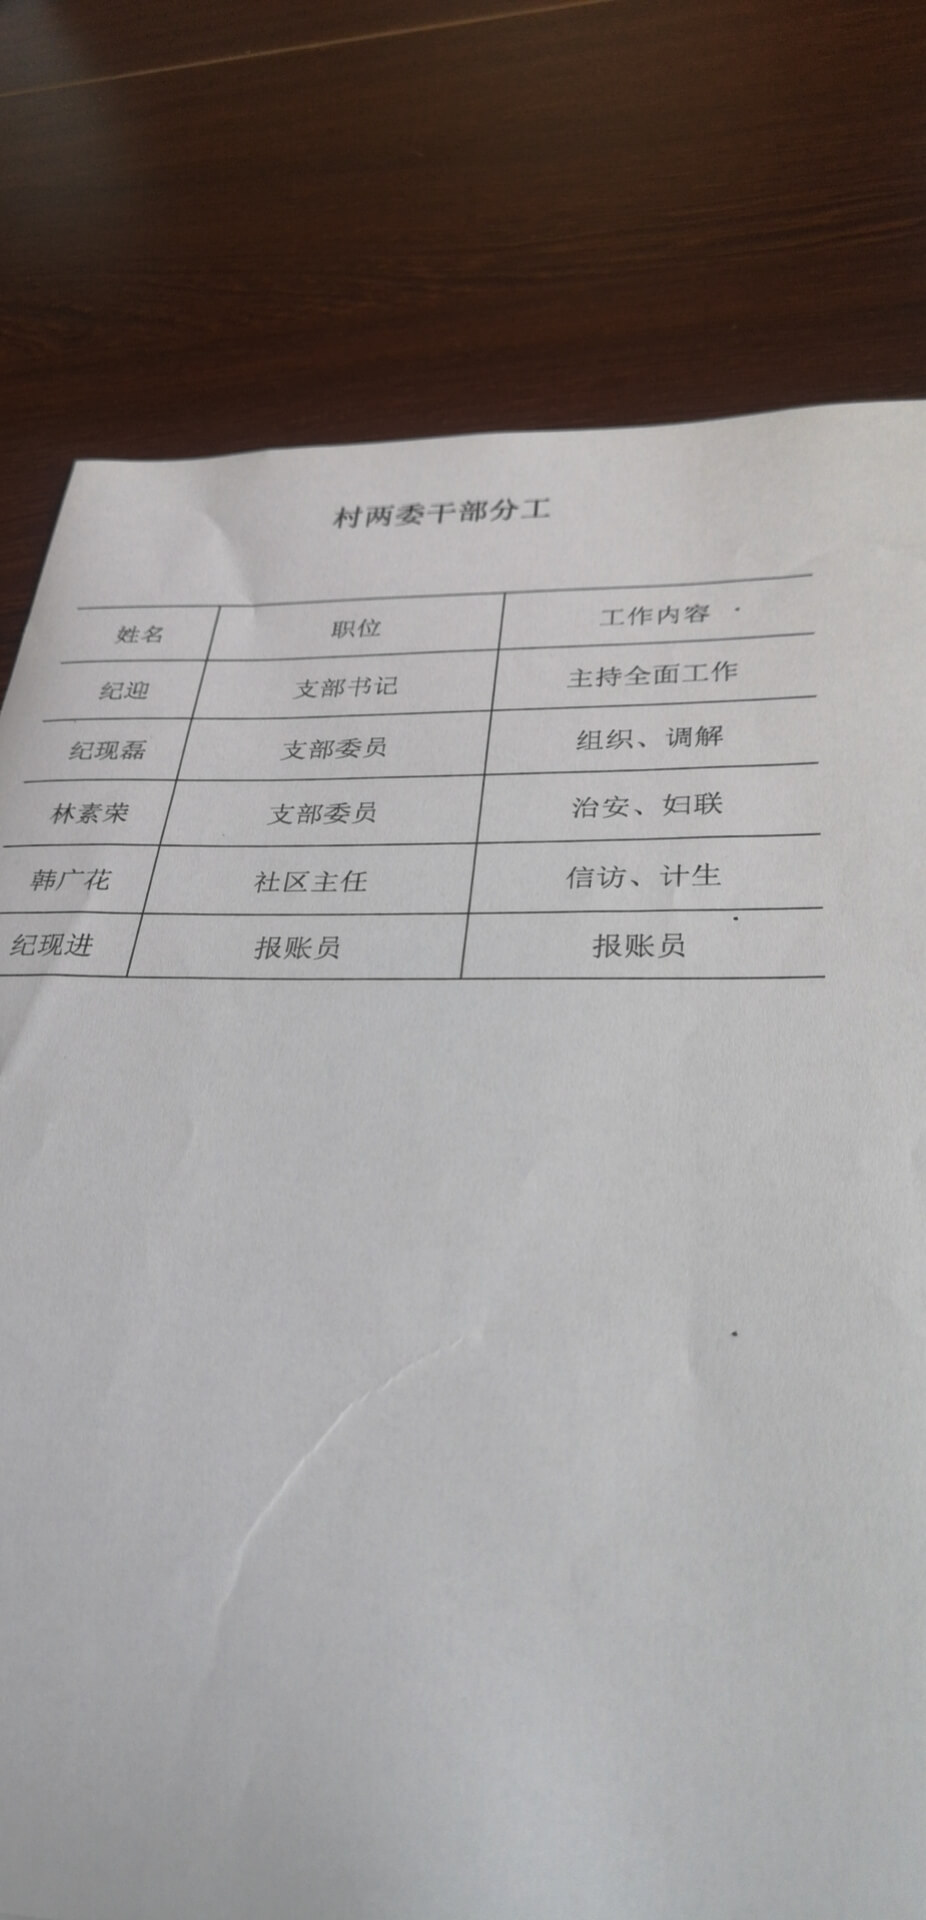 村两委干部分工
姓名 职位 工作内容
纪迎 支部书记 主持全面工作
纪现磊 支部委员 组织、调解
林素荣 支部委员 治安、妇联
韩广花 社区主任 信访、计生
纪现进 报账员 报账员